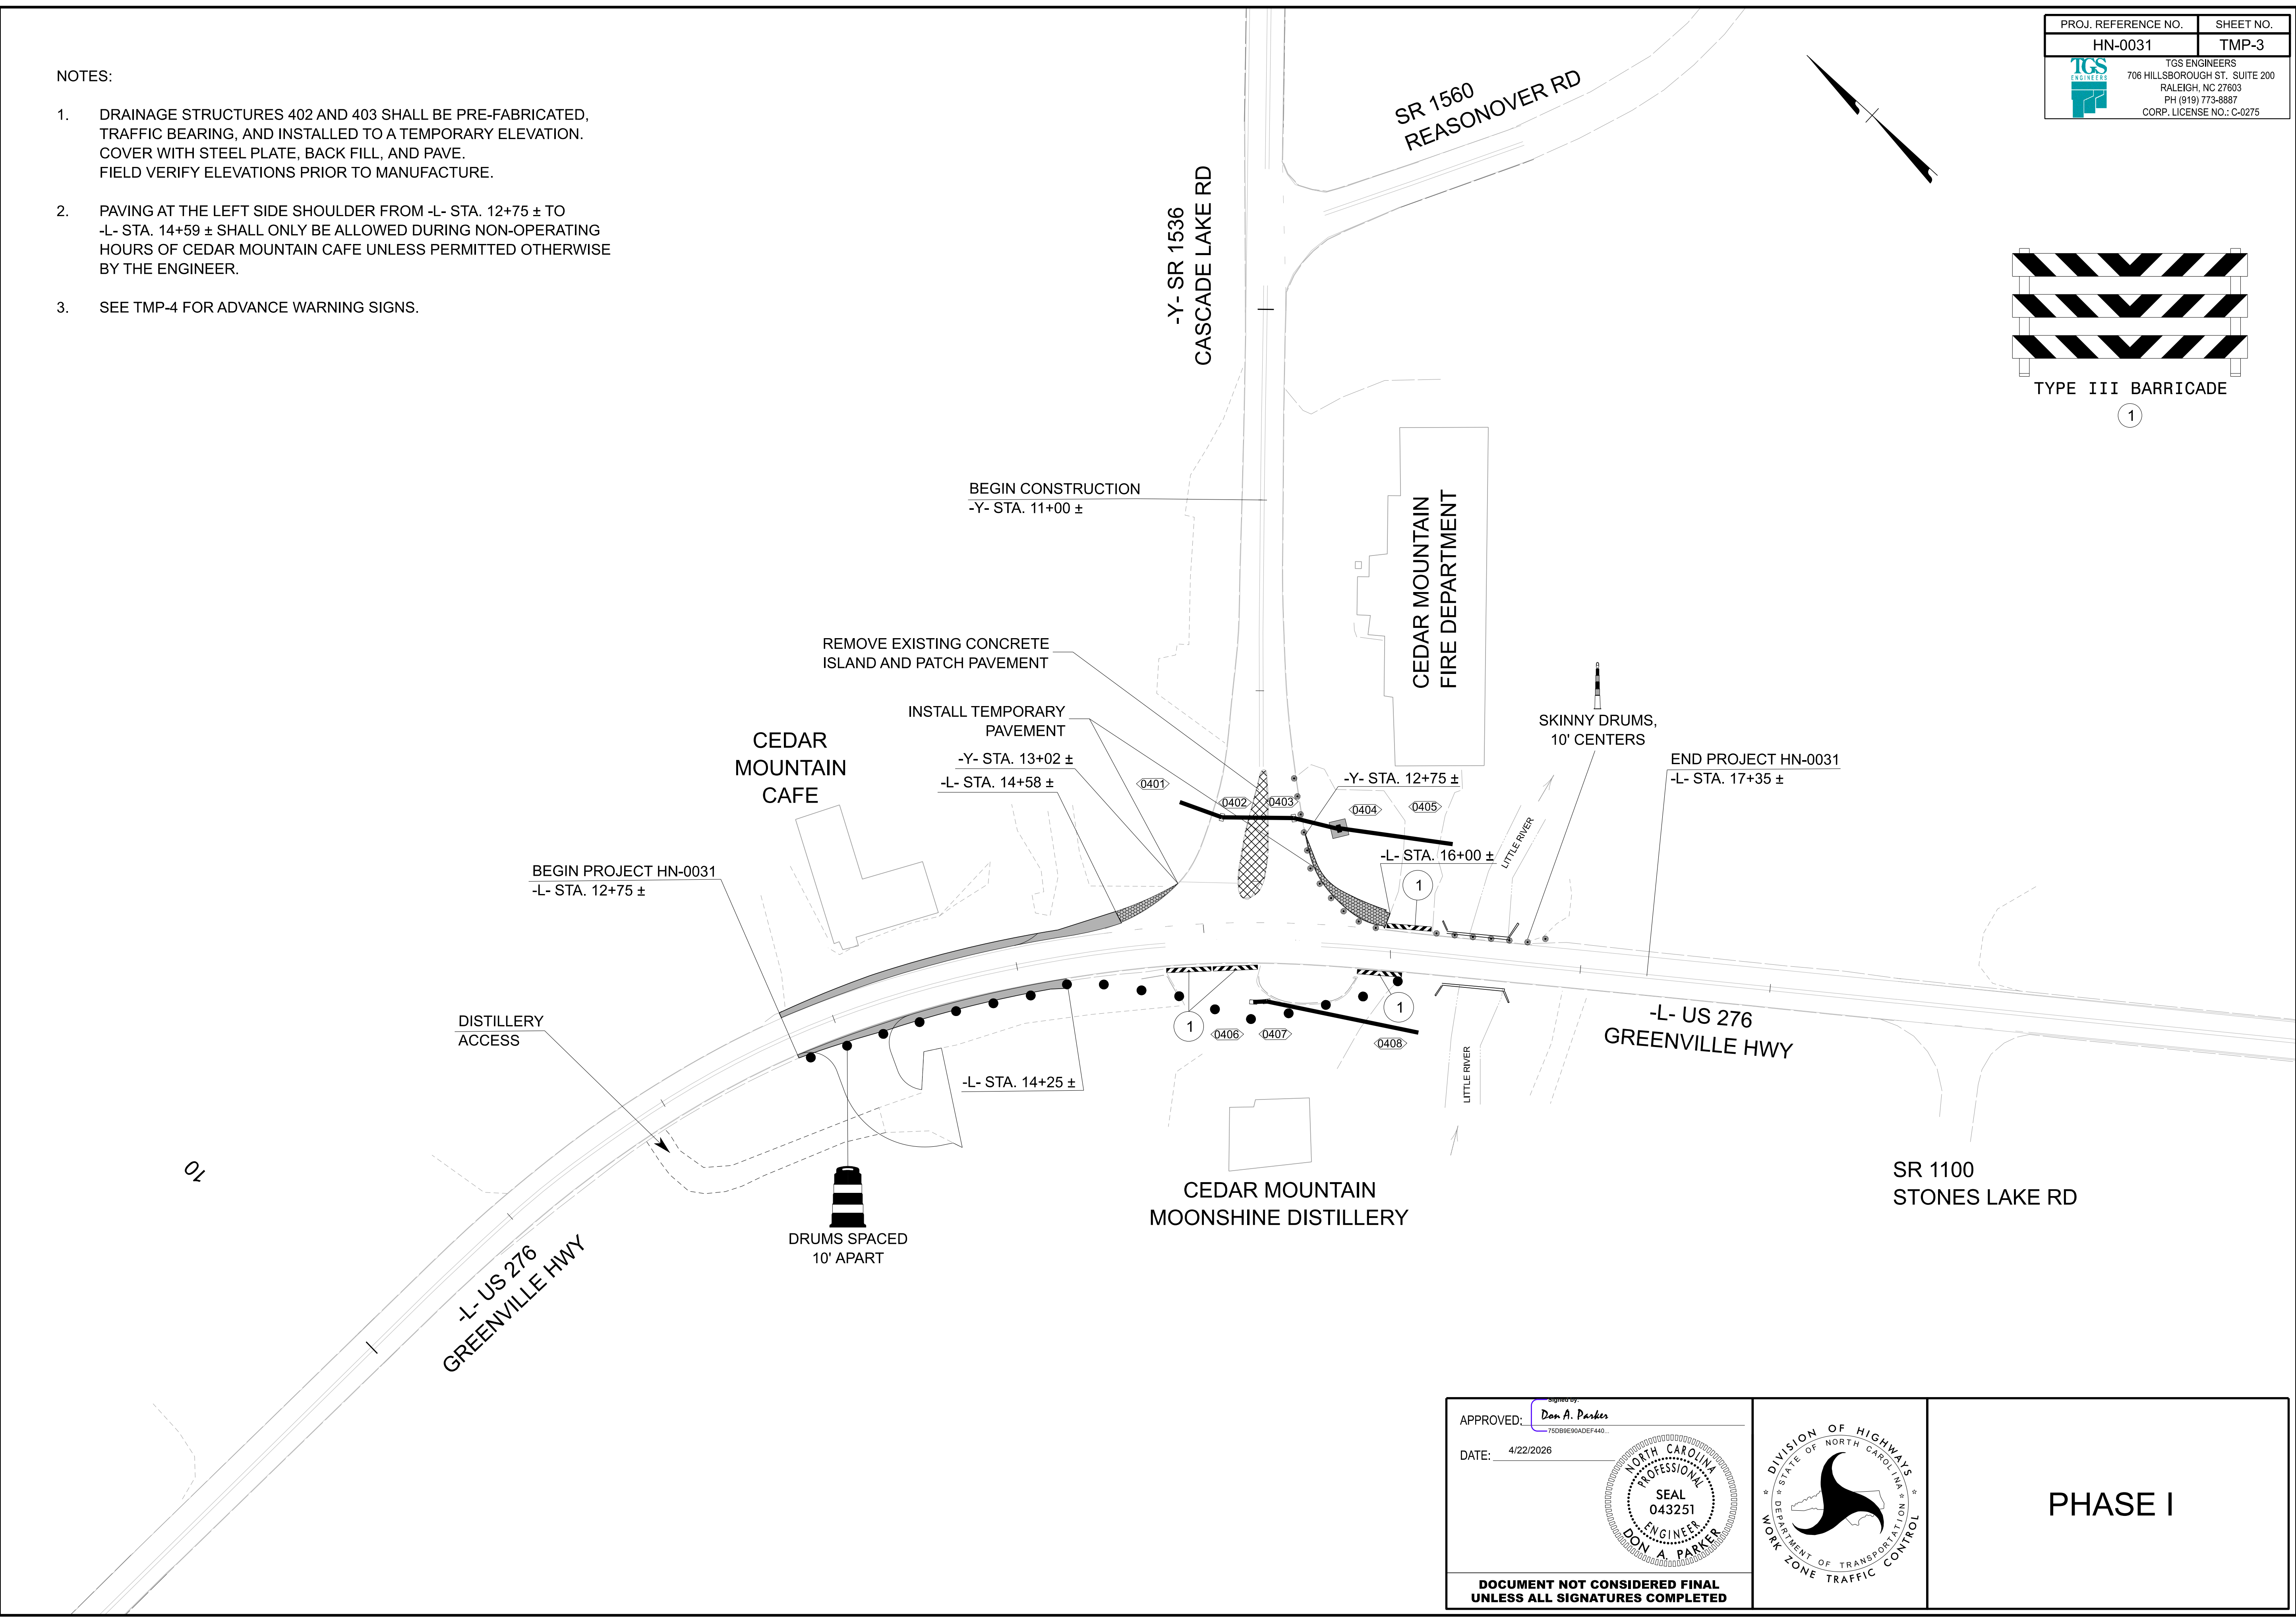 PROJ. REFERENCE NO.
SHEET NO.
HN-0031
TMP-3
TGS
ENGINEERS
TGS ENGINEERS
706 HILLSBOROUGH ST. SUITE 200
RALEIGH, NC 27603
PH (919) 773-8887
CORP. LICENSE NO.: C-0275
NOTES:
1. DRAINAGE STRUCTURES 402 AND 403 SHALL BE PRE-FABRICATED,
TRAFFIC BEARING, AND INSTALLED TO A TEMPORARY ELEVATION.
COVER WITH STEEL PLATE, BACK FILL, AND PAVE.
FIELD VERIFY ELEVATIONS PRIOR TO MANUFACTURE.
2. PAVING AT THE LEFT SIDE SHOULDER FROM -L- STA. 12+75 ± TO
-L- STA. 14+59 ± SHALL ONLY BE ALLOWED DURING NON-OPERATING
HOURS OF CEDAR MOUNTAIN CAFE UNLESS PERMITTED OTHERWISE
BY THE ENGINEER.
3. SEE TMP-4 FOR ADVANCE WARNING SIGNS.
SR 1560
REASONOVER RD
-Y- SR 1536
CASCADE LAKE RD
TYPE III BARRICADE
1
BEGIN CONSTRUCTION
-Y- STA. 11+00 ±
CEDAR MOUNTAIN
FIRE DEPARTMENT
REMOVE EXISTING CONCRETE
ISLAND AND PATCH PAVEMENT
INSTALL TEMPORARY
PAVEMENT
-Y- STA. 13+02 ±
-L- STA. 14+58 ±
CEDAR
MOUNTAIN
CAFE
SKINNY DRUMS,
10' CENTERS
END PROJECT HN-0031
-L- STA. 17+35 ±
-Y- STA. 12+75 ±
0401
0402
0403
0404
0405
-L- STA. 16+00 ±
LITTLE RIVER
1
BEGIN PROJECT HN-0031
-L- STA. 12+75 ±
DISTILLERY
ACCESS
1
1
0406
0407
0408
-L- STA. 14+25 ±
LITTLE RIVER
-L- US 276
GREENVILLE HWY
SR 1100
STONES LAKE RD
CEDAR MOUNTAIN
MOONSHINE DISTILLERY
DRUMS SPACED
10' APART
10
-L- US 276
GREENVILLE HWY
APPROVED:
Signed by:
Don A. Parker
75DB9E90ADEF440...
DATE: 4/22/2026
NORTH CAROLINA
PROFESSIONAL
SEAL
043251
ENGINEER
DON A. PARKER
DOCUMENT NOT CONSIDERED FINAL
UNLESS ALL SIGNATURES COMPLETED
DIVISION OF HIGHWAYS
STATE OF NORTH CAROLINA
DEPARTMENT OF TRANSPORTATION
WORK ZONE TRAFFIC CONTROL
PHASE I